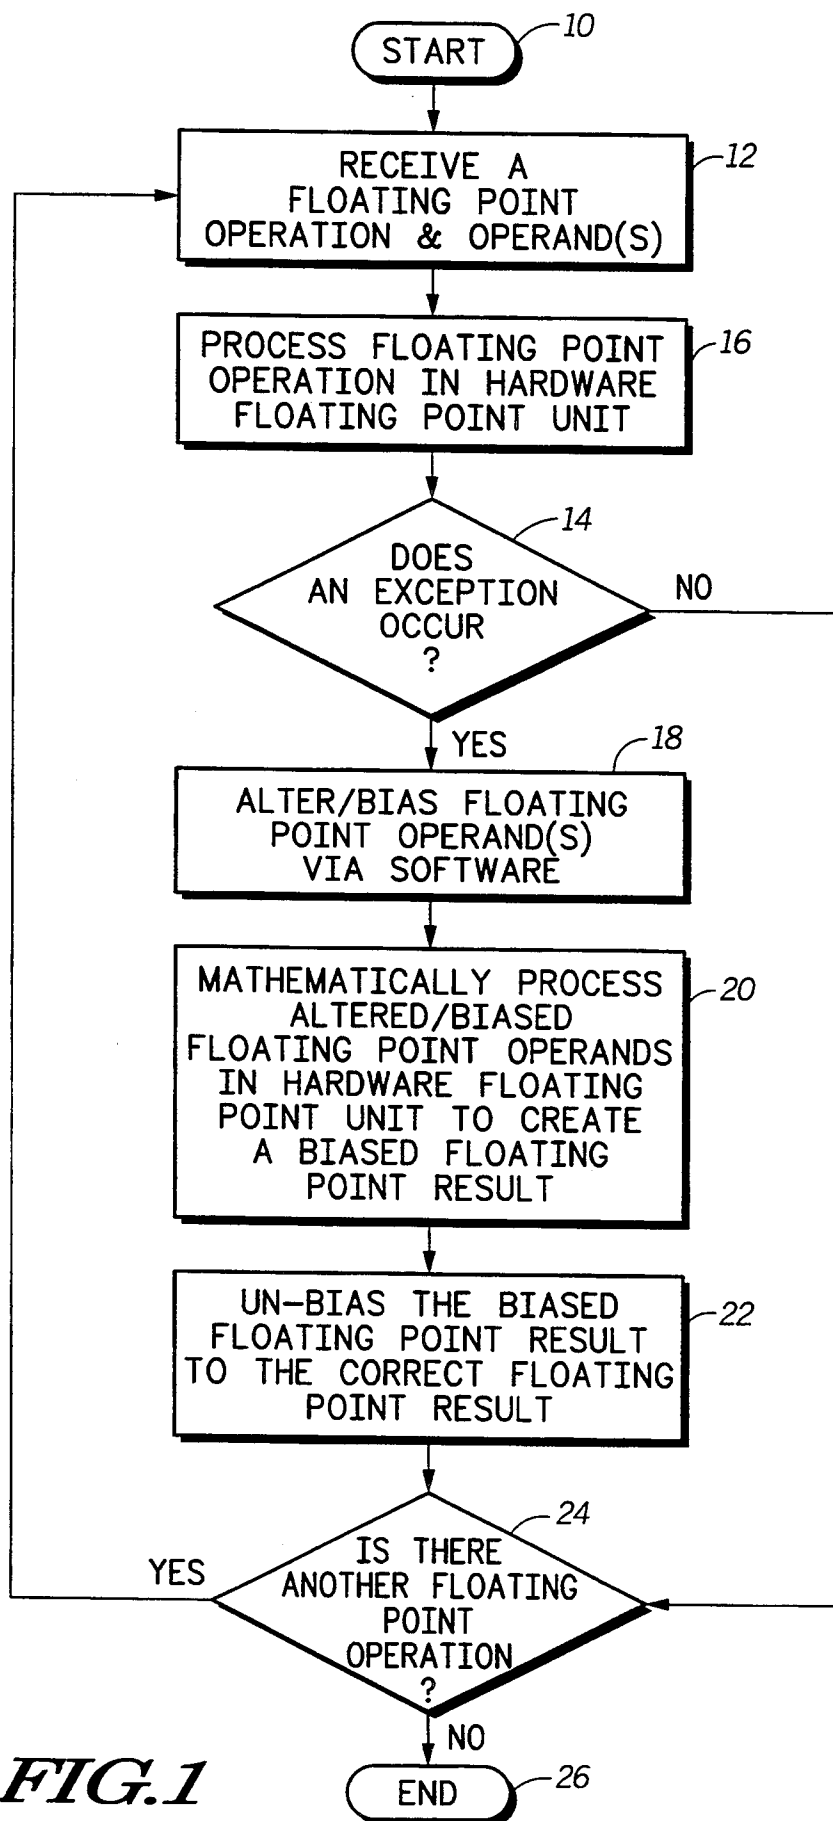 START
10
RECEIVE A
FLOATING POINT
OPERATION & OPERAND(S)
12
PROCESS FLOATING POINT
OPERATION IN HARDWARE
FLOATING POINT UNIT
16
DOES
AN EXCEPTION
OCCUR
?
14
NO
YES
ALTER/BIAS FLOATING
POINT OPERAND(S)
VIA SOFTWARE
18
MATHEMATICALLY PROCESS
ALTERED/BIASED
FLOATING POINT OPERANDS
IN HARDWARE FLOATING
POINT UNIT TO CREATE
A BIASED FLOATING
POINT RESULT
20
UN-BIAS THE BIASED
FLOATING POINT RESULT
TO THE CORRECT FLOATING
POINT RESULT
22
IS THERE
ANOTHER FLOATING
POINT
OPERATION
?
24
YES
NO
END
26
FIG.1